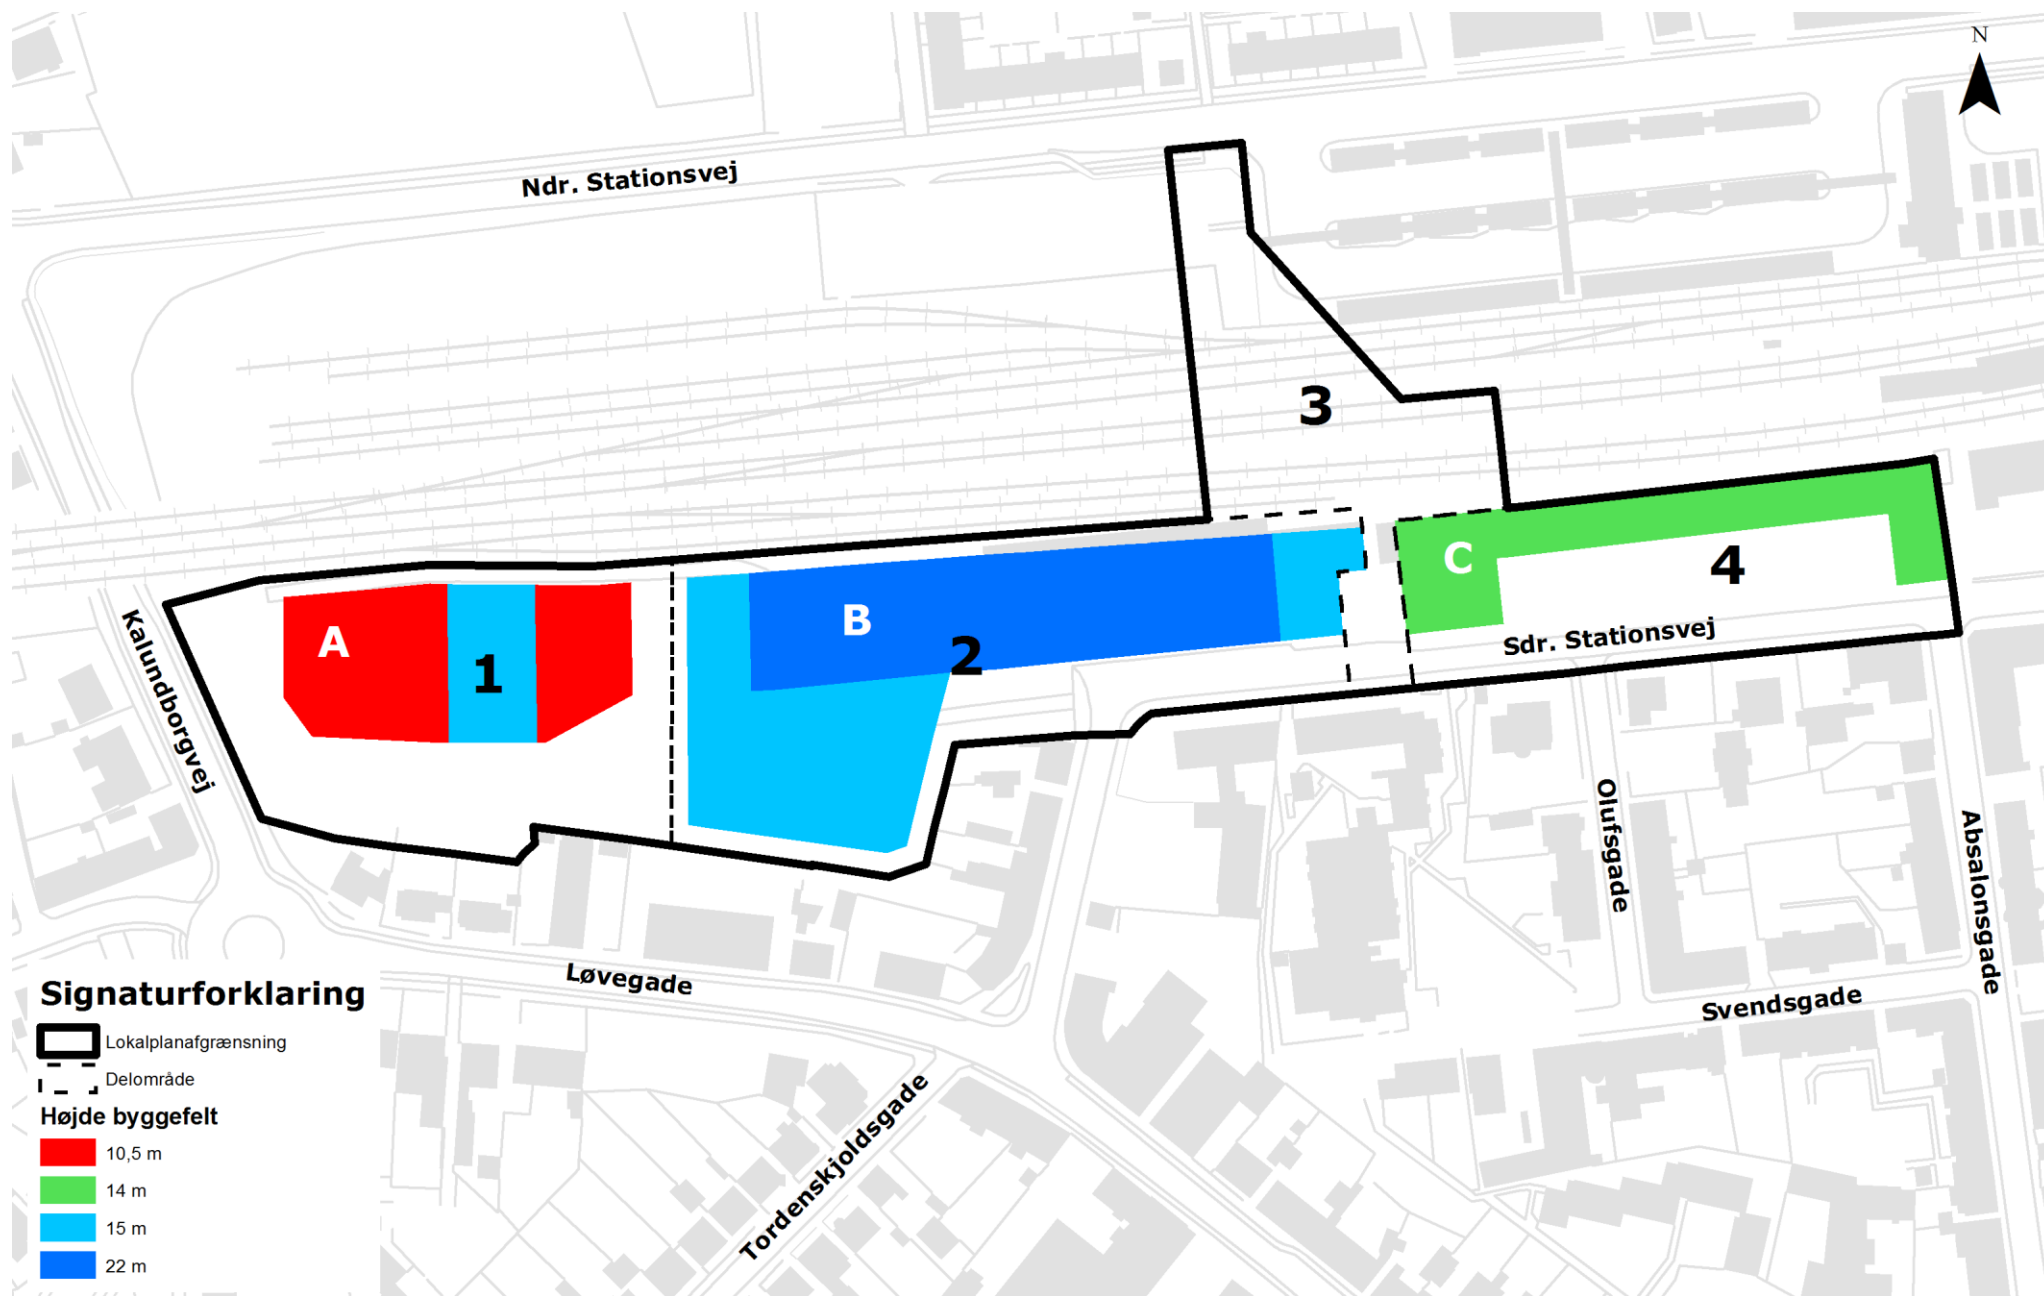 N
Ndr. Stationsvej
3
C
4
A
1
B
2
Sdr. Stationsvej
Kalundborgvej
Olufsgade
Absalonsgade
Løvegade
Svendsgade
Tordenskjoldsgade
Signaturforklaring
Lokalplanafgrænsning
Delområde
Højde byggefelt
10,5 m
14 m
15 m
22 m